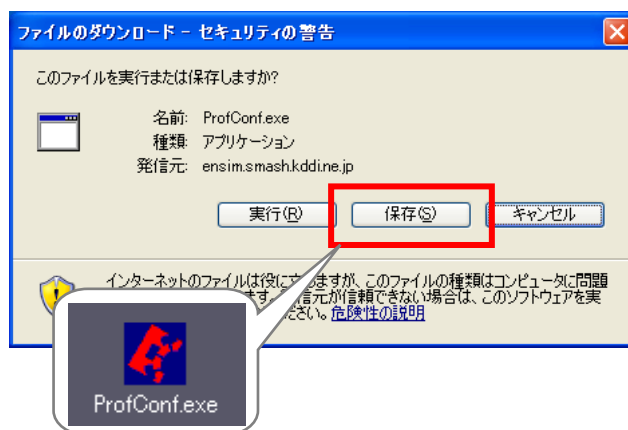 ファイルのダウンロード - セキュリティの警告
このファイルを実行または保存しますか?
名前: ProfConf.exe
種類: アプリケーション
発信元: ensim.smash.kddi.ne.jp
実行(R) 保存(S) キャンセル
インターネットのファイルは役に立ちますが、このファイルの種類はコンピュータに問題
ます。 信元が信頼できない場合は、このソフトウェアを実
ださい。危険性の説明
ProfConf.exe